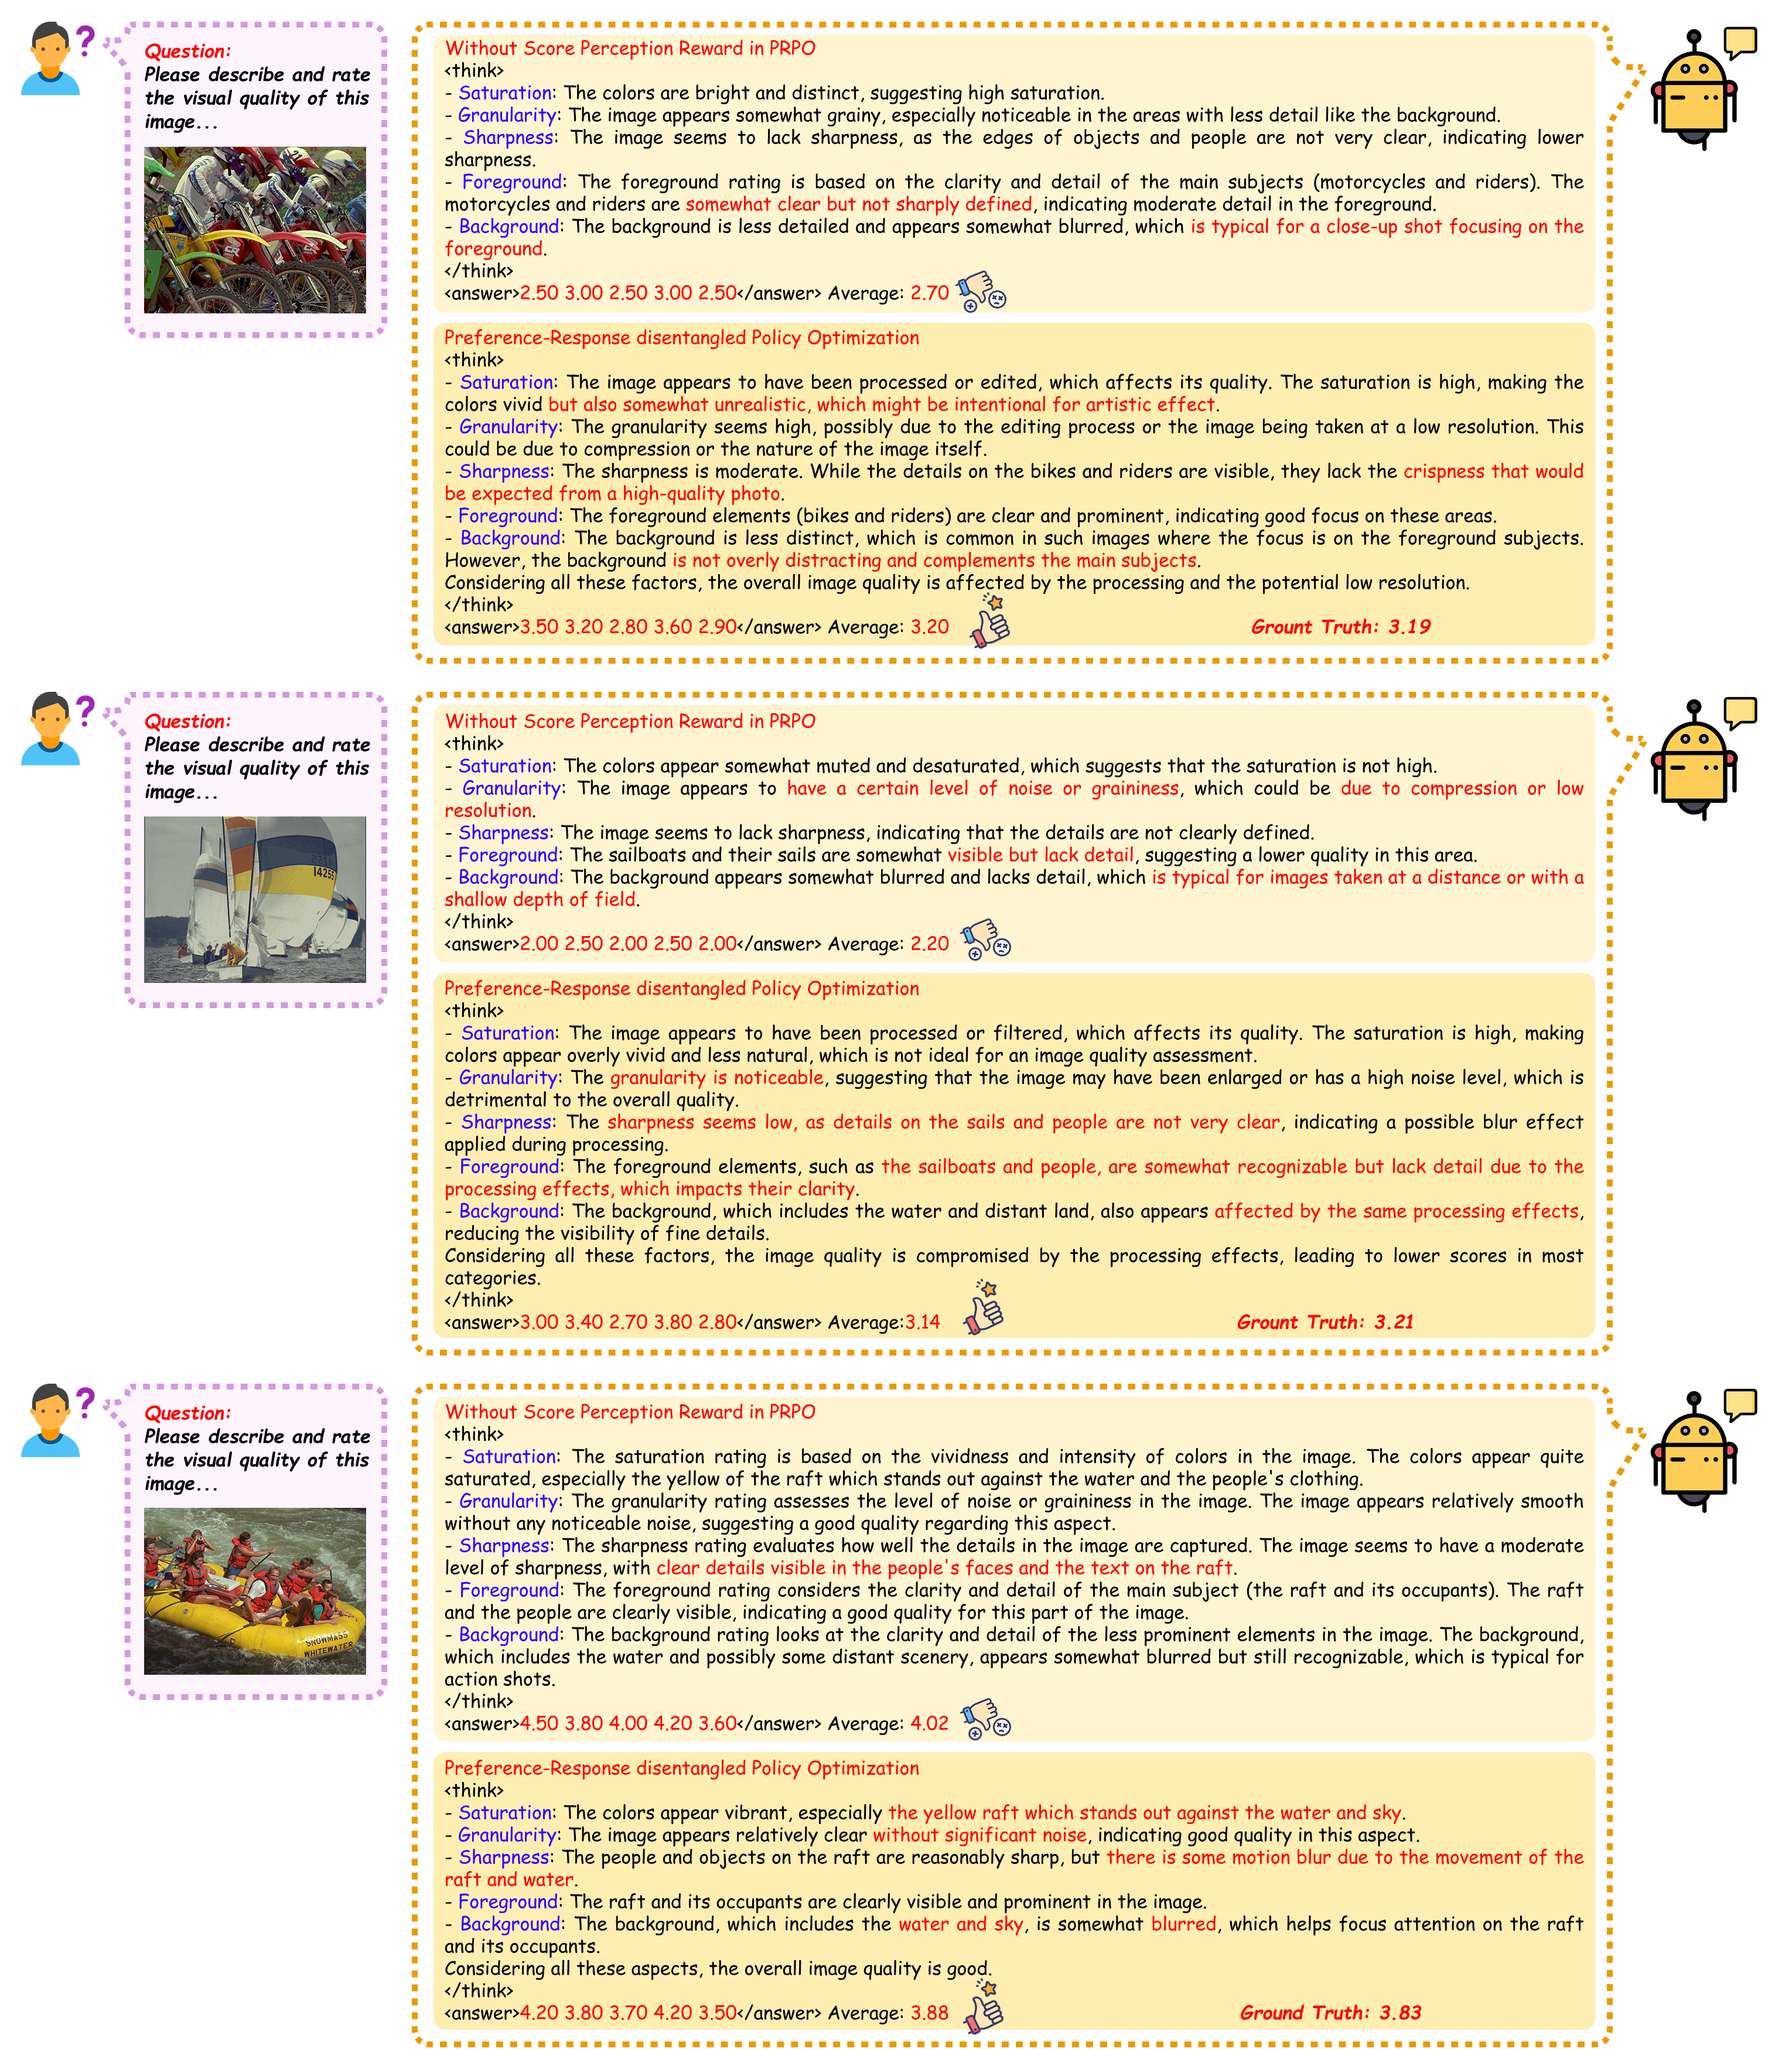 ?
Question:
Please describe and rate
the visual quality of this
image...
Without Score Perception Reward in PRPO
<think>
- Saturation: The colors are bright and distinct, suggesting high saturation.
- Granularity: The image appears somewhat grainy, especially noticeable in the areas with less detail like the background.
- Sharpness: The image seems to lack sharpness, as the edges of objects and people are not very clear, indicating lower
sharpness.
- Foreground: The foreground rating is based on the clarity and detail of the main subjects (motorcycles and riders). The
motorcycles and riders are somewhat clear but not sharply defined, indicating moderate detail in the foreground.
- Background: The background is less detailed and appears somewhat blurred, which is typical for a close-up shot focusing on the
foreground.
</think>
<answer>2.50 3.00 2.50 3.00 2.50</answer> Average: 2.70
Preference-Response disentangled Policy Optimization
<think>
- Saturation: The image appears to have been processed or edited, which affects its quality. The saturation is high, making the
colors vivid but also somewhat unrealistic, which might be intentional for artistic effect.
- Granularity: The granularity seems high, possibly due to the editing process or the image being taken at a low resolution. This
could be due to compression or the nature of the image itself.
- Sharpness: The sharpness is moderate. While the details on the bikes and riders are visible, they lack the crispness that would
be expected from a high-quality photo.
- Foreground: The foreground elements (bikes and riders) are clear and prominent, indicating good focus on these areas.
- Background: The background is less distinct, which is common in such images where the focus is on the foreground subjects.
However, the background is not overly distracting and complements the main subjects.
Considering all these factors, the overall image quality is affected by the processing and the potential low resolution.
</think>
<answer>3.50 3.20 2.80 3.60 2.90</answer> Average: 3.20
Grount Truth: 3.19
?
Question:
Please describe and rate
the visual quality of this
image...
14255
Without Score Perception Reward in PRPO
<think>
- Saturation: The colors appear somewhat muted and desaturated, which suggests that the saturation is not high.
- Granularity: The image appears to have a certain level of noise or graininess, which could be due to compression or low
resolution.
- Sharpness: The image seems to lack sharpness, indicating that the details are not clearly defined.
- Foreground: The sailboats and their sails are somewhat visible but lack detail, suggesting a lower quality in this area.
- Background: The background appears somewhat blurred and lacks detail, which is typical for images taken at a distance or with a
shallow depth of field.
</think>
<answer>2.00 2.50 2.00 2.50 2.00</answer> Average: 2.20
Preference-Response disentangled Policy Optimization
<think>
- Saturation: The image appears to have been processed or filtered, which affects its quality. The saturation is high, making
colors appear overly vivid and less natural, which is not ideal for an image quality assessment.
- Granularity: The granularity is noticeable, suggesting that the image may have been enlarged or has a high noise level, which is
detrimental to the overall quality.
- Sharpness: The sharpness seems low, as details on the sails and people are not very clear, indicating a possible blur effect
applied during processing.
- Foreground: The foreground elements, such as the sailboats and people, are somewhat recognizable but lack detail due to the
processing effects, which impacts their clarity.
- Background: The background, which includes the water and distant land, also appears affected by the same processing effects,
reducing the visibility of fine details.
Considering all these factors, the image quality is compromised by the processing effects, leading to lower scores in most
categories.
</think>
<answer>3.00 3.40 2.70 3.80 2.80</answer> Average:3.14
Grount Truth: 3.21
?
Question:
Please describe and rate
the visual quality of this
image...
SNOWMASS
WHITEWATER
Without Score Perception Reward in PRPO
<think>
- Saturation: The saturation rating is based on the vividness and intensity of colors in the image. The colors appear quite
saturated, especially the yellow of the raft which stands out against the water and the people's clothing.
- Granularity: The granularity rating assesses the level of noise or graininess in the image. The image appears relatively smooth
without any noticeable noise, suggesting a good quality regarding this aspect.
- Sharpness: The sharpness rating evaluates how well the details in the image are captured. The image seems to have a moderate
level of sharpness, with clear details visible in the people's faces and the text on the raft.
- Foreground: The foreground rating considers the clarity and detail of the main subject (the raft and its occupants). The raft
and the people are clearly visible, indicating a good quality for this part of the image.
- Background: The background rating looks at the clarity and detail of the less prominent elements in the image. The background,
which includes the water and possibly some distant scenery, appears somewhat blurred but still recognizable, which is typical for
action shots.
</think>
<answer>4.50 3.80 4.00 4.20 3.60</answer> Average: 4.02
Preference-Response disentangled Policy Optimization
<think>
- Saturation: The colors appear vibrant, especially the yellow raft which stands out against the water and sky.
- Granularity: The image appears relatively clear without significant noise, indicating good quality in this aspect.
- Sharpness: The people and objects on the raft are reasonably sharp, but there is some motion blur due to the movement of the
raft and water.
- Foreground: The raft and its occupants are clearly visible and prominent in the image.
- Background: The background, which includes the water and sky, is somewhat blurred, which helps focus attention on the raft
and its occupants.
Considering all these aspects, the overall image quality is good.
</think>
<answer>4.20 3.80 3.70 4.20 3.50</answer> Average: 3.88
Ground Truth: 3.83